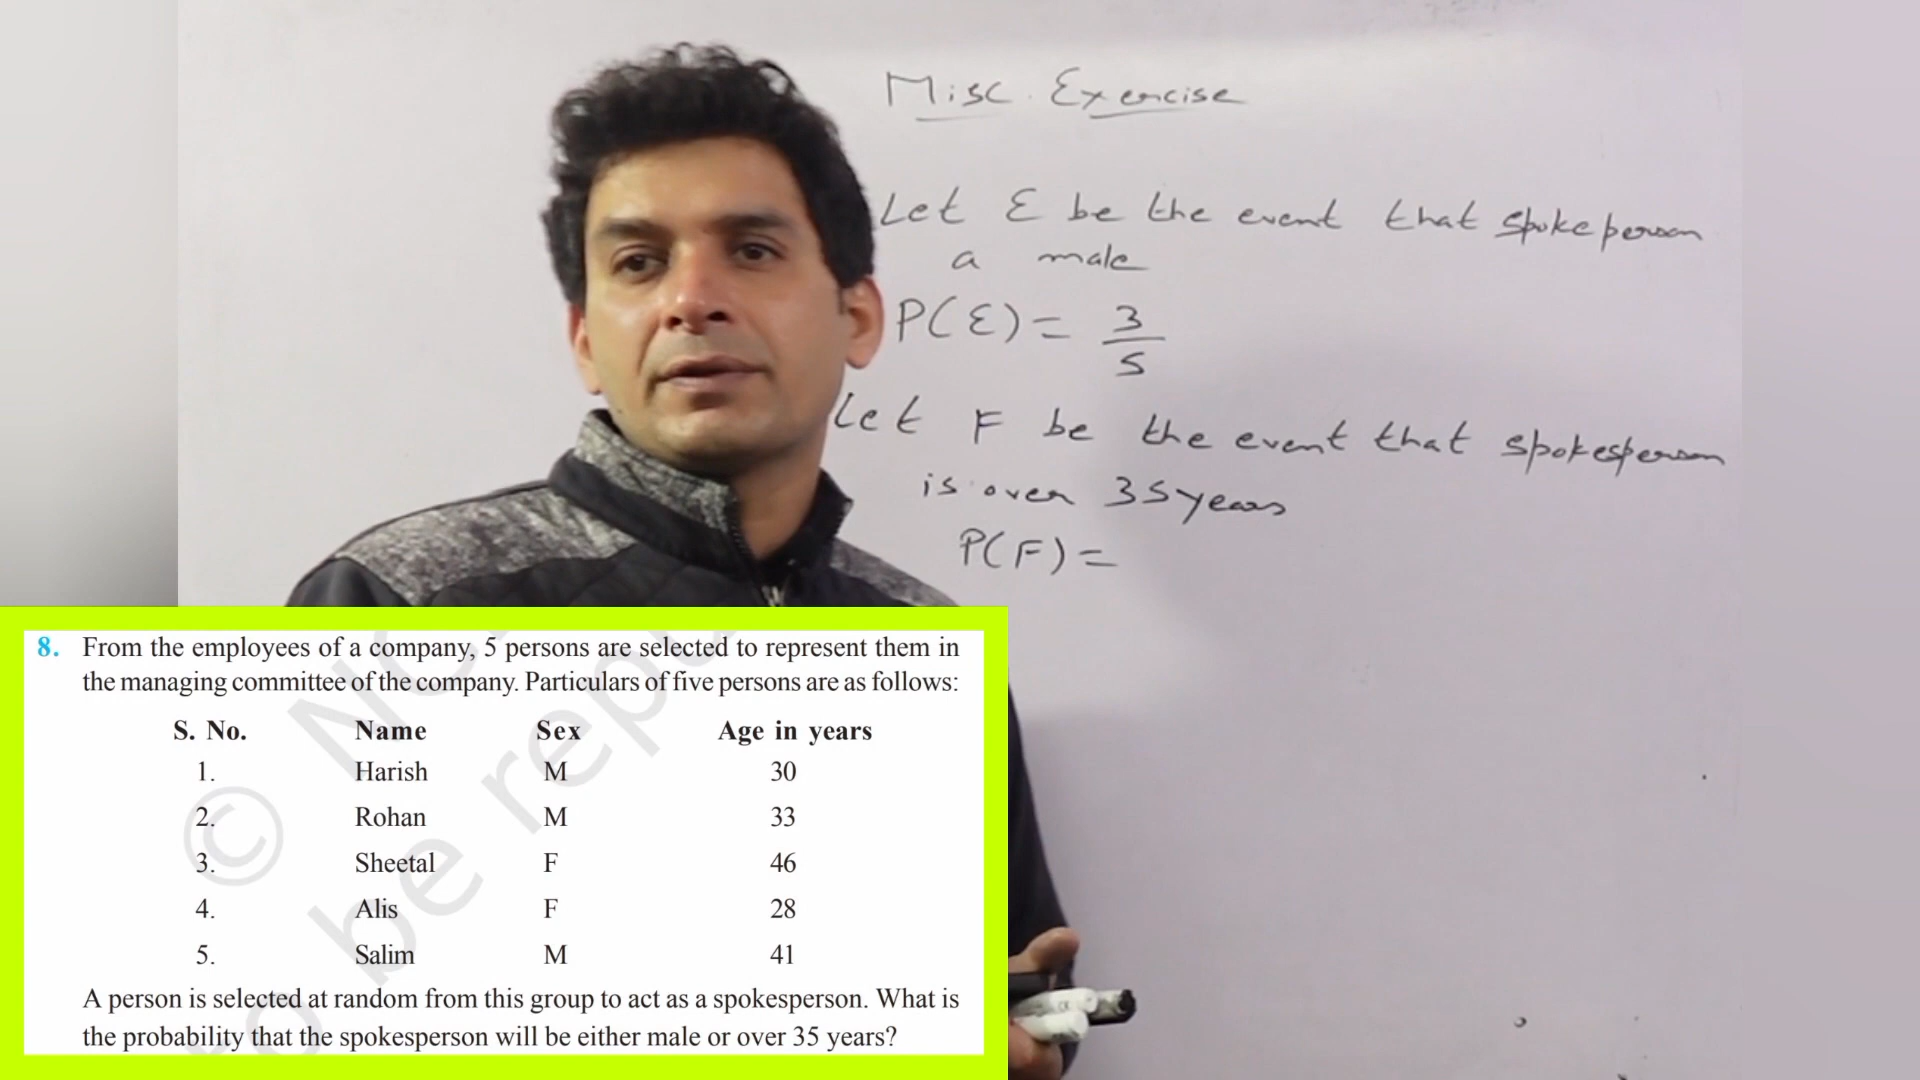 Misc. Exercise
Let E be the event that spokeperson
a male
P(E) = 3/5
Let F be the event that spokesperson
is over 35 years
P(F) =
8. From the employees of a company, 5 persons are selected to represent them in
the managing committee of the company. Particulars of five persons are as follows:
S. No. Name Sex Age in years
1. Harish M 30
2. Rohan M 33
3. Sheetal F 46
4. Alis F 28
5. Salim M 41
A person is selected at random from this group to act as a spokesperson. What is
the probability that the spokesperson will be either male or over 35 years?